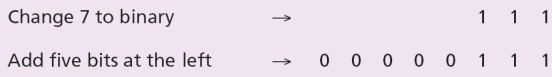 Change 7 to binary → 1 1 1
Add five bits at the left → 0 0 0 0 0 1 1 1